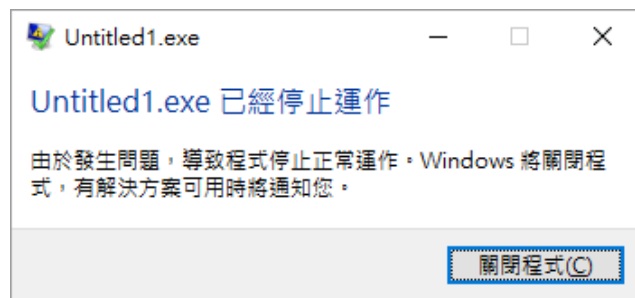 Untitled1.exe
Untitled1.exe 已經停止運作
由於發生問題，導致程式停止正常運作。Windows 將關閉程
式，有解決方案可用時將通知您。
關閉程式(C)